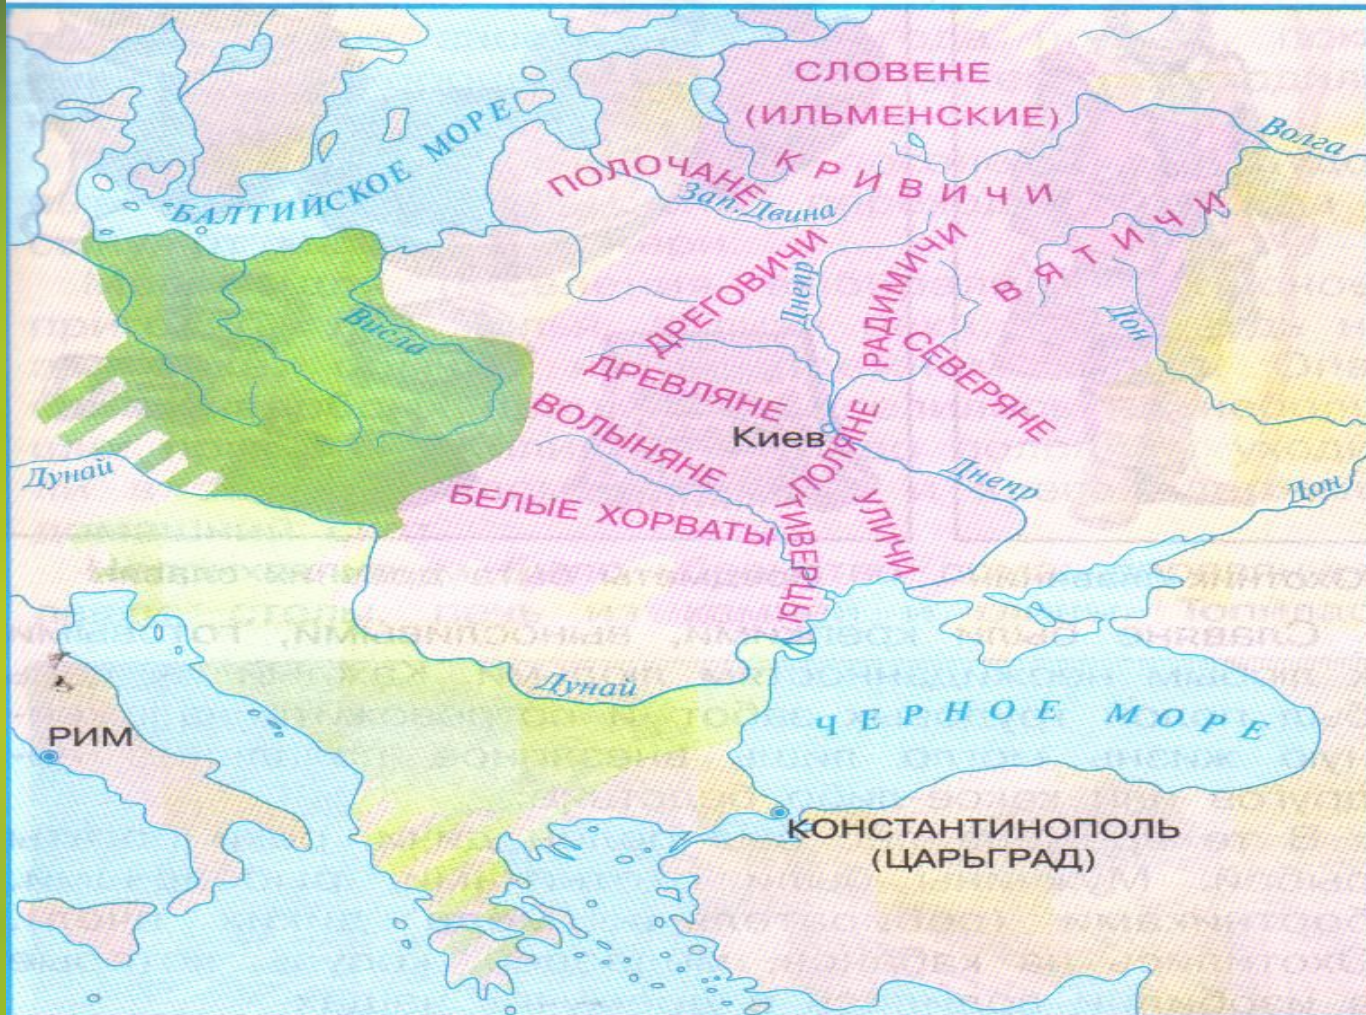 СЛОВЕНЕ
(ИЛЬМЕНСКИЕ)
Волга
БАЛТИЙСКОЕ МОРЕ
ПОЛОЧАНЕ
КРИВИЧИ
Зап. Двина
ВЯТИЧИ
ДРЕГОВИЧИ
Днепр
РАДИМИЧИ
Дон
Висла
СЕВЕРЯНЕ
ДРЕВЛЯНЕ
ВОЛЫНЯНЕ
Киев
ПОЛЯНЕ
Дунай
Днепр
Дон
БЕЛЫЕ ХОРВАТЫ
ТИВЕРЦЫ
УЛИЧИ
Дунай
РИМ
ЧЕРНОЕ МОРЕ
КОНСТАНТИНОПОЛЬ
(ЦАРЬГРАД)